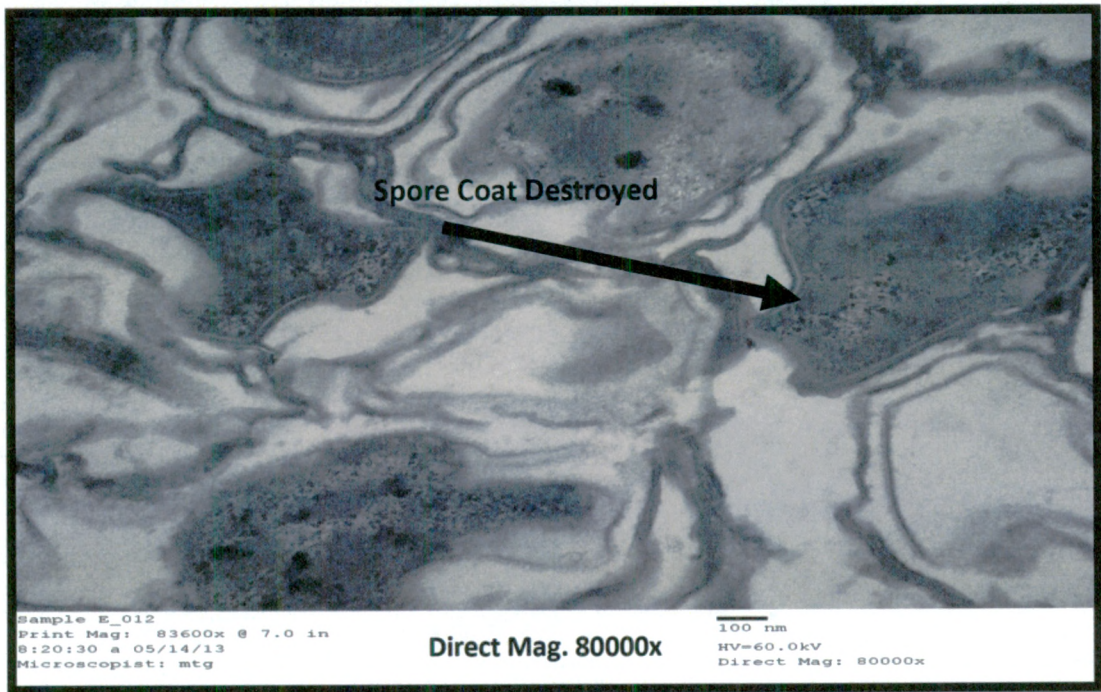 Spore Coat Destroyed
Sample E_012
Print Mag: 83600x @ 7.0 in
8:20:30 a 05/14/13
Microscopist: mtg
Direct Mag. 80000x
100 nm
HV=60.0kV
Direct Mag: 80000x